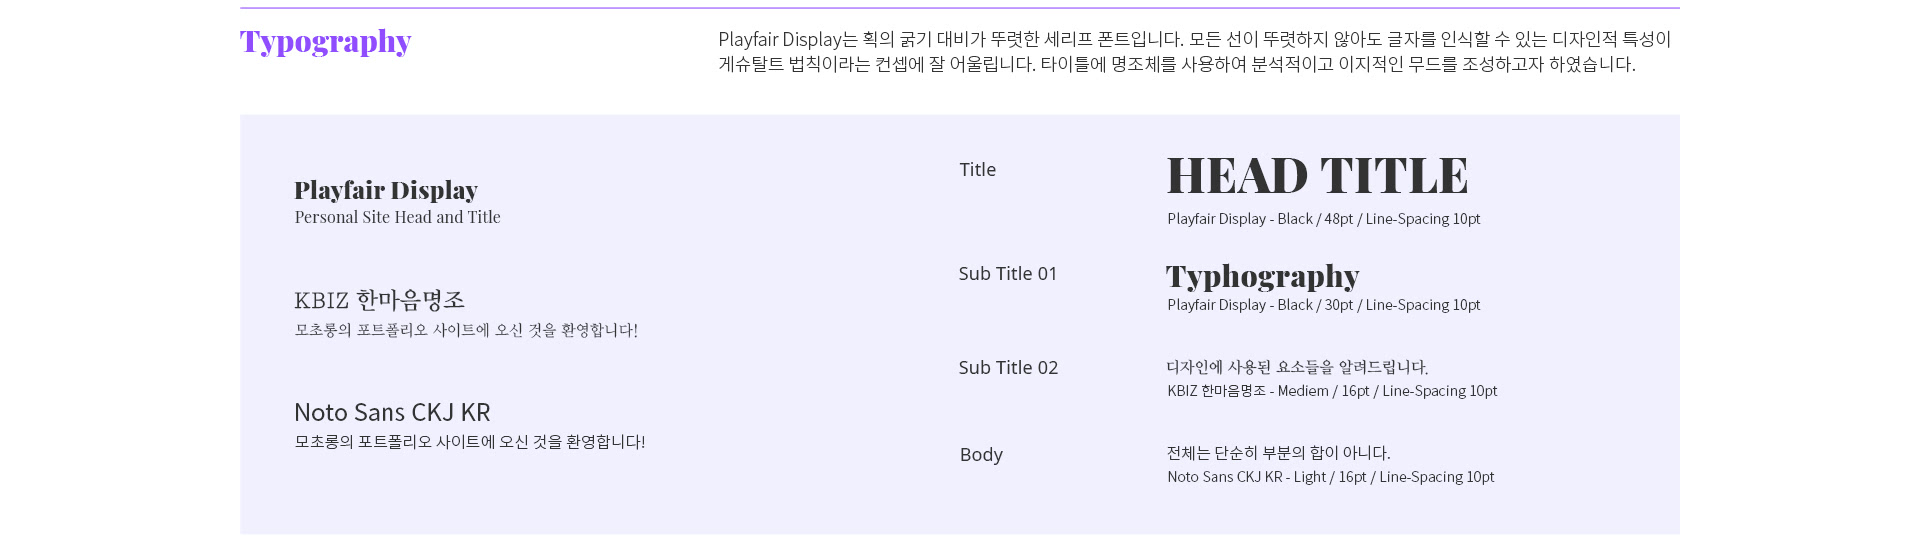 Typography
Playfair Display는 획의 굵기 대비가 뚜렷한 세리프 폰트입니다. 모든 선이 뚜렷하지 않아도 글자를 인식할 수 있는 디자인적 특성이
게슈탈트 법칙이라는 컨셉에 잘 어울립니다. 타이틀에 명조체를 사용하여 분석적이고 이지적인 무드를 조성하고자 하였습니다.
Playfair Display
Personal Site Head and Title
KBIZ 한마음명조
모초롱의 포트폴리오 사이트에 오신 것을 환영합니다!
Noto Sans CKJ KR
모초롱의 포트폴리오 사이트에 오신 것을 환영합니다!
Title
HEAD TITLE
Playfair Display - Black / 48pt / Line-Spacing 10pt
Sub Title 01
Typhography
Playfair Display - Black / 30pt / Line-Spacing 10pt
Sub Title 02
디자인에 사용된 요소들을 알려드립니다.
KBIZ 한마음명조 - Mediem / 16pt / Line-Spacing 10pt
Body
전체는 단순히 부분의 합이 아니다.
Noto Sans CKJ KR - Light / 16pt / Line-Spacing 10pt